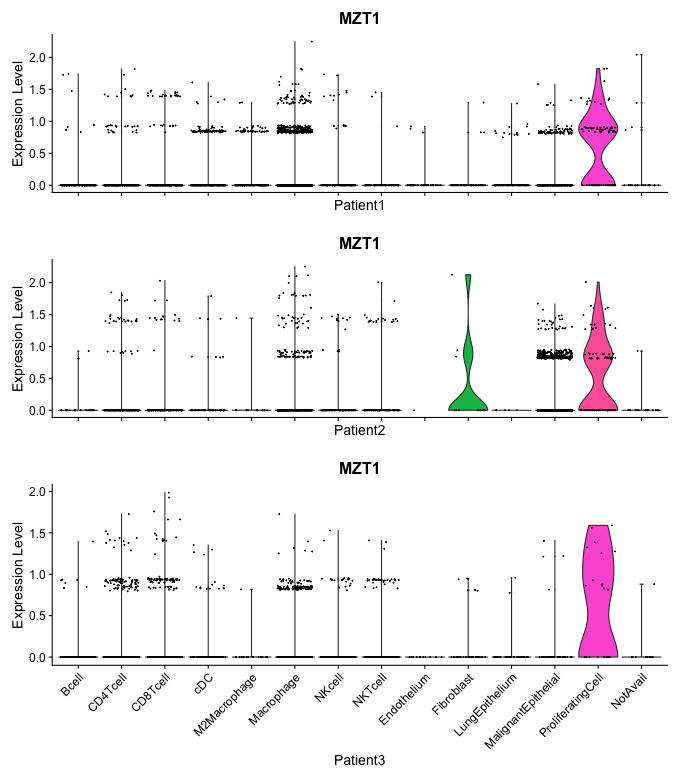 MZT1
Expression Level
2.0
1.5
1.0
0.5
0.0
Patient1
MZT1
Expression Level
2.0
1.5
1.0
0.5
0.0
Patient2
MZT1
Expression Level
2.0
1.5
1.0
0.5
0.0
Bcell
CD4Tcell
CD8Tcell
cDC
M2Macrophage
Macrophage
NKcell
NKTcell
Endothelium
Fibroblast
LungEpithelium
MalignantEpithelial
ProliferatingCell
NotAvail
Patient3